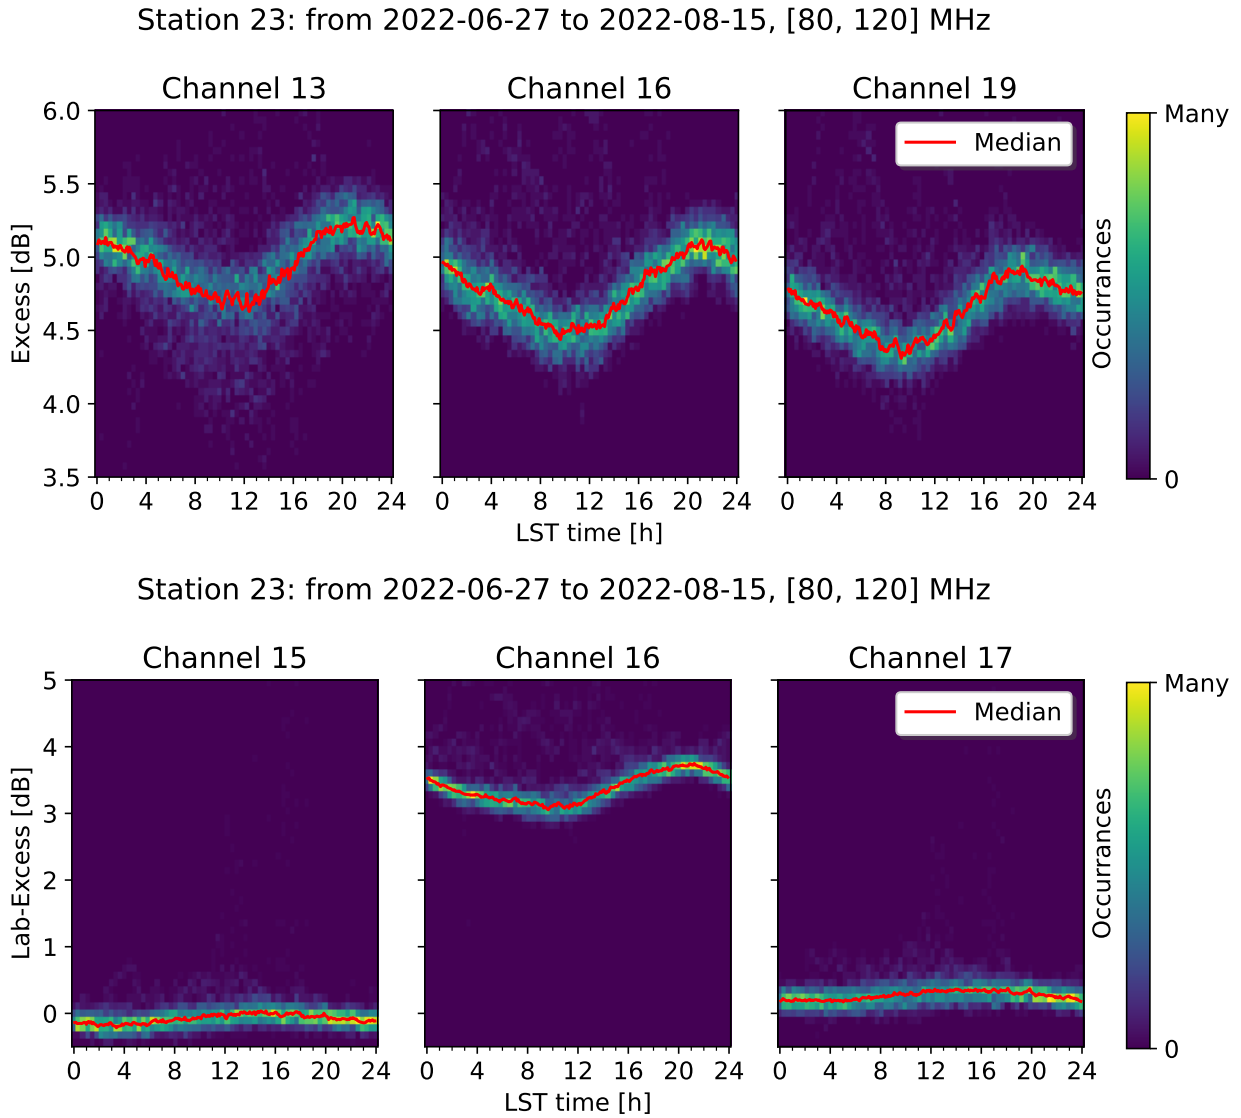 Station 23: from 2022-06-27 to 2022-08-15, [80, 120] MHz
Channel 13
Channel 16
Channel 19
Median
Many
6.0
5.5
5.0
4.5
4.0
3.5
Excess [dB]
0 4 8 12 16 20 24
0 4 8 12 16 20 24
0 4 8 12 16 20 24
LST time [h]
Occurrances
0
Station 23: from 2022-06-27 to 2022-08-15, [80, 120] MHz
Channel 15
Channel 16
Channel 17
Median
Many
5
4
3
2
1
0
Lab-Excess [dB]
0 4 8 12 16 20 24
0 4 8 12 16 20 24
0 4 8 12 16 20 24
LST time [h]
Occurrances
0